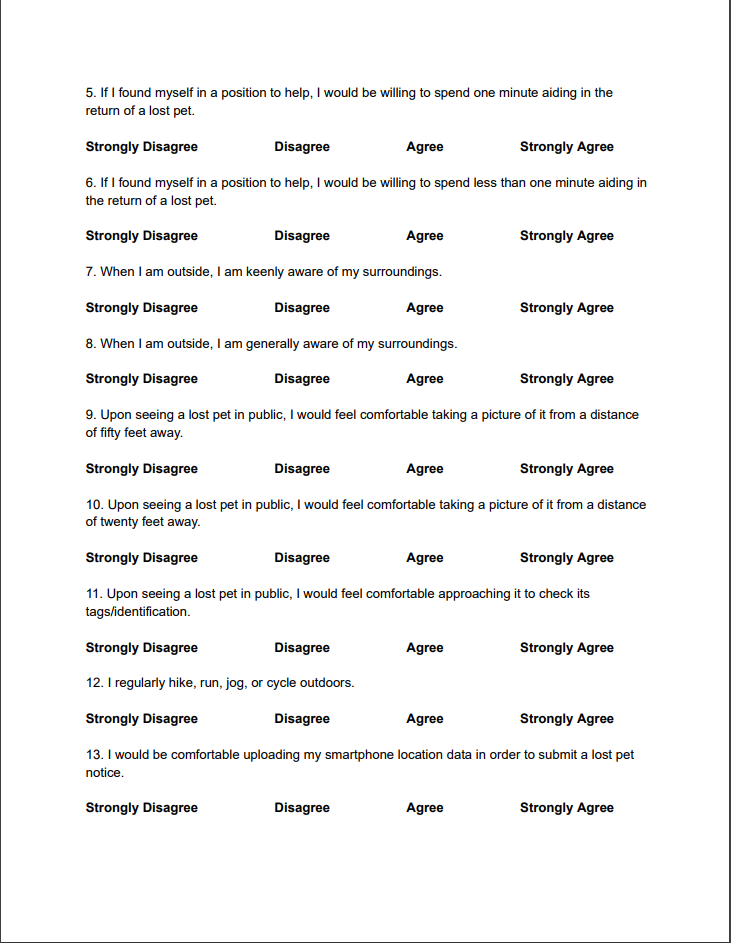 5. If I found myself in a position to help, I would be willing to spend one minute aiding in the
return of a lost pet.
Strongly Disagree Disagree Agree Strongly Agree
6. If I found myself in a position to help, I would be willing to spend less than one minute aiding in
the return of a lost pet.
Strongly Disagree Disagree Agree Strongly Agree
7. When I am outside, I am keenly aware of my surroundings.
Strongly Disagree Disagree Agree Strongly Agree
8. When I am outside, I am generally aware of my surroundings.
Strongly Disagree Disagree Agree Strongly Agree
9. Upon seeing a lost pet in public, I would feel comfortable taking a picture of it from a distance
of fifty feet away.
Strongly Disagree Disagree Agree Strongly Agree
10. Upon seeing a lost pet in public, I would feel comfortable taking a picture of it from a distance
of twenty feet away.
Strongly Disagree Disagree Agree Strongly Agree
11. Upon seeing a lost pet in public, I would feel comfortable approaching it to check its
tags/identification.
Strongly Disagree Disagree Agree Strongly Agree
12. I regularly hike, run, jog, or cycle outdoors.
Strongly Disagree Disagree Agree Strongly Agree
13. I would be comfortable uploading my smartphone location data in order to submit a lost pet
notice.
Strongly Disagree Disagree Agree Strongly Agree